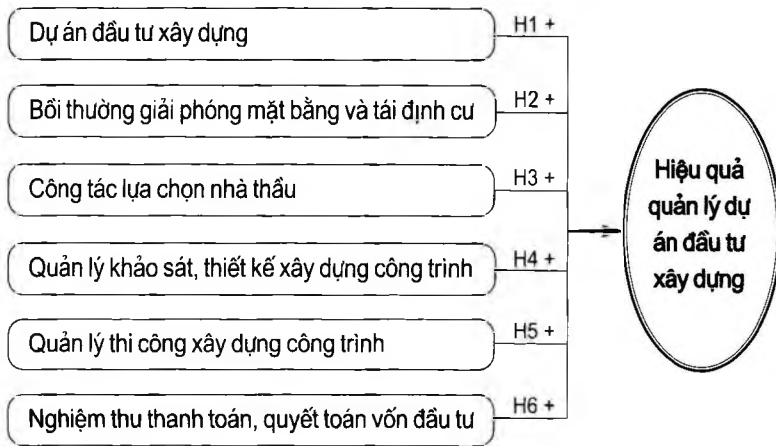 Dự án đầu tư xây dựng
H1 +
Bồi thường giải phóng mặt bằng và tái định cư
H2 +
Công tác lựa chọn nhà thầu
H3 +
Quản lý khảo sát, thiết kế xây dựng công trình
H4 +
Quản lý thi công xây dựng công trình
H5 +
Nghiệm thu thanh toán, quyết toán vốn đầu tư
H6 +
Hiệu quả
quản lý dự
án đầu tư
xây dựng